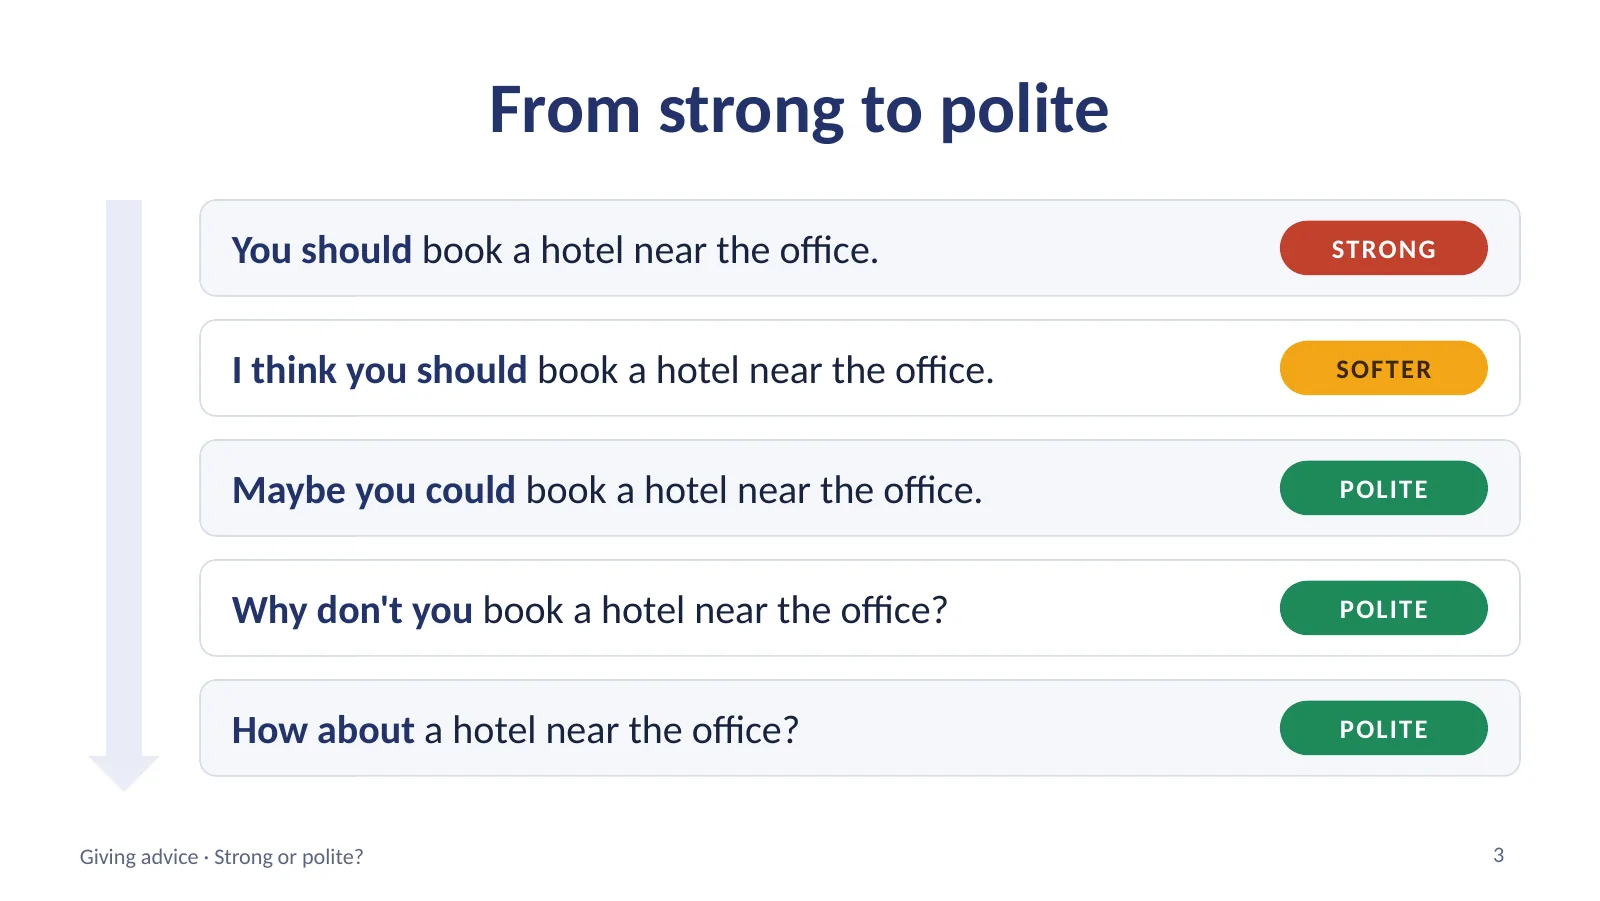 From strong to polite
You should book a hotel near the office. STRONG
I think you should book a hotel near the office. SOFTER
Maybe you could book a hotel near the office. POLITE
Why don't you book a hotel near the office? POLITE
How about a hotel near the office? POLITE
Giving advice · Strong or polite? 3